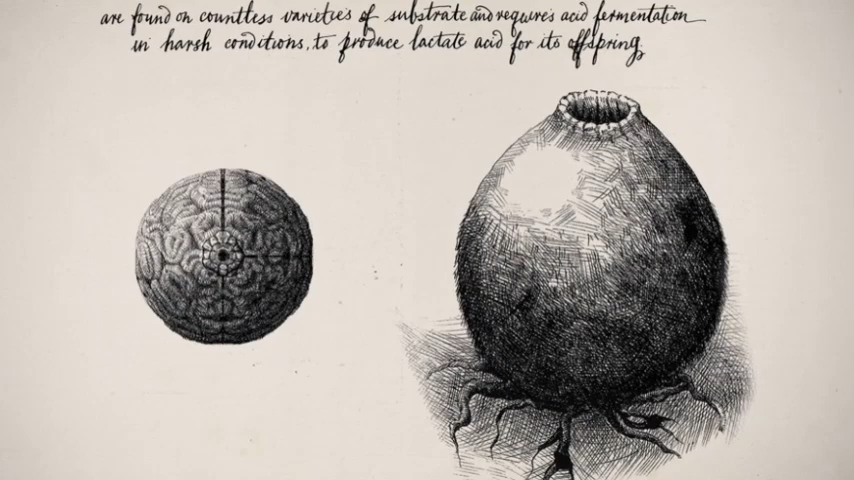 are found on countless varieties of substrate and requires acid fermentation
in harsh conditions, to produce lactate acid for its offspring